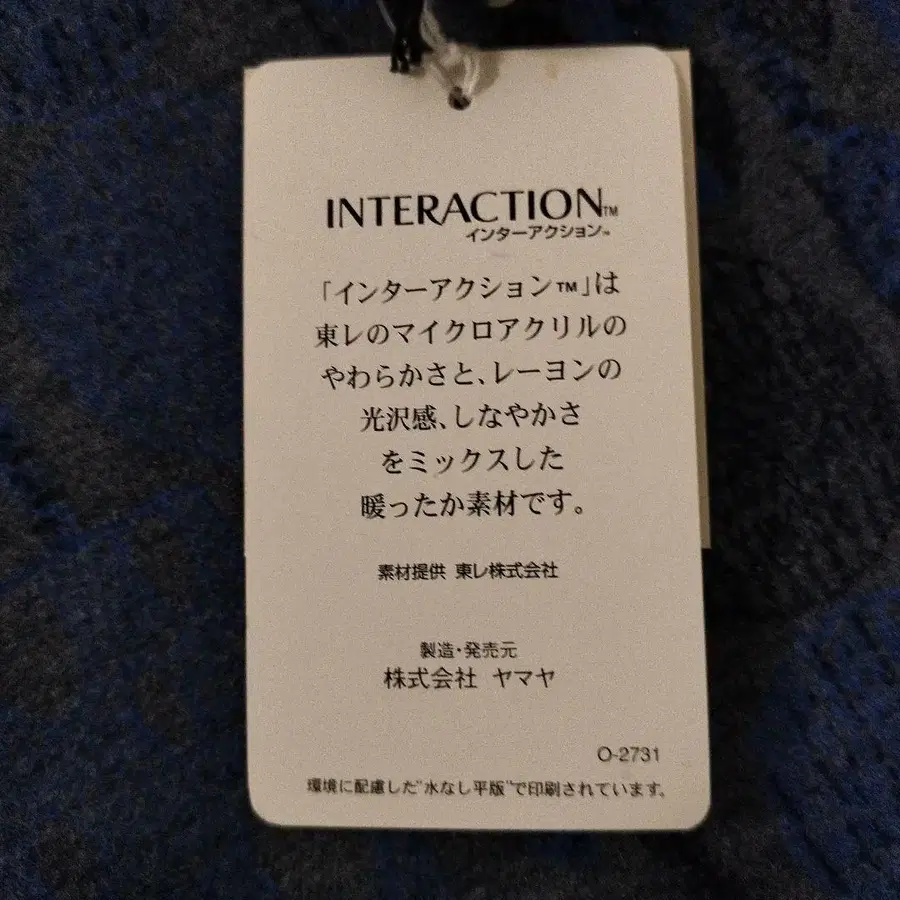 INTERACTION™
インターアクション™
「インターアクション™」は
東レのマイクロアクリルの
やわらかさと、レーヨンの
光沢感、しなやかさ
をミックスした
暖ったか素材です。
素材提供 東レ株式会社
製造・発売元
株式会社 ヤマヤ
O-2731
環境に配慮した"水なし平版"で印刷されています。